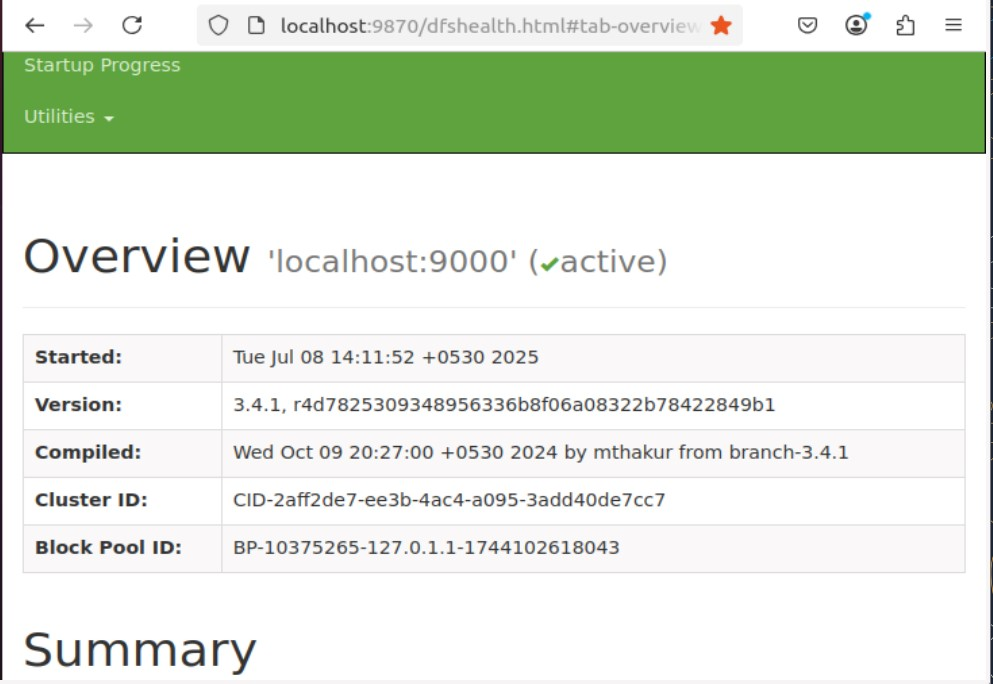 localhost:9870/dfshealth.html#tab-overview
Startup Progress
Utilities
Overview 'localhost:9000' (✔active)
Started: Tue Jul 08 14:11:52 +0530 2025
Version: 3.4.1, r4d7825309348956336b8f06a08322b78422849b1
Compiled: Wed Oct 09 20:27:00 +0530 2024 by mthakur from branch-3.4.1
Cluster ID: CID-2aff2de7-ee3b-4ac4-a095-3add40de7cc7
Block Pool ID: BP-10375265-127.0.1.1-1744102618043
Summary